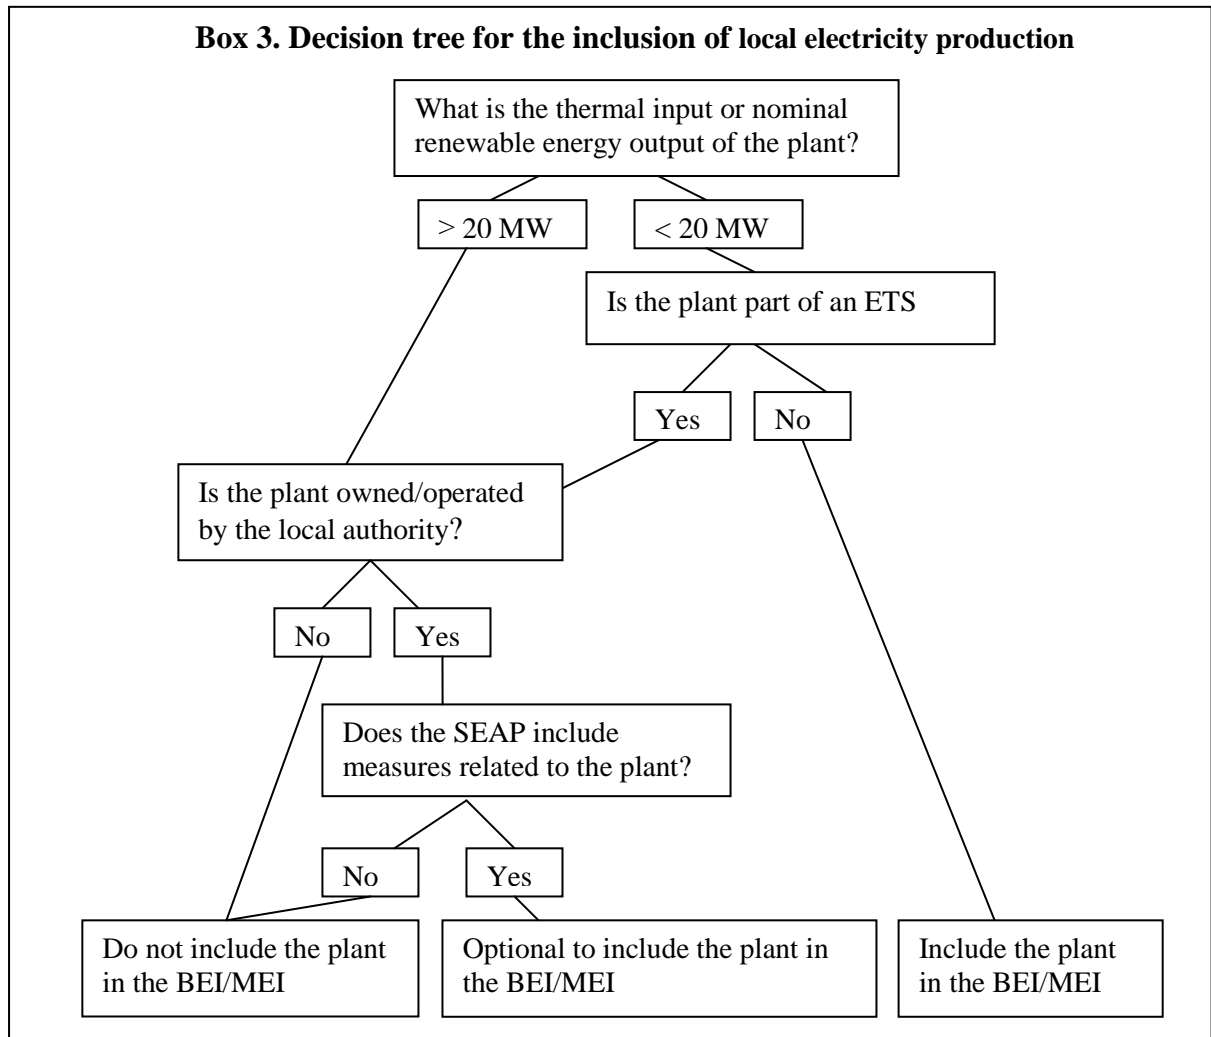 Box 3. Decision tree for the inclusion of local electricity production
What is the thermal input or nominal
renewable energy output of the plant?
> 20 MW
< 20 MW
Is the plant part of an ETS
Yes
No
Is the plant owned/operated
by the local authority?
No
Yes
Does the SEAP include
measures related to the plant?
No
Yes
Do not include the plant
in the BEI/MEI
Optional to include the plant in
the BEI/MEI
Include the plant
in the BEI/MEI